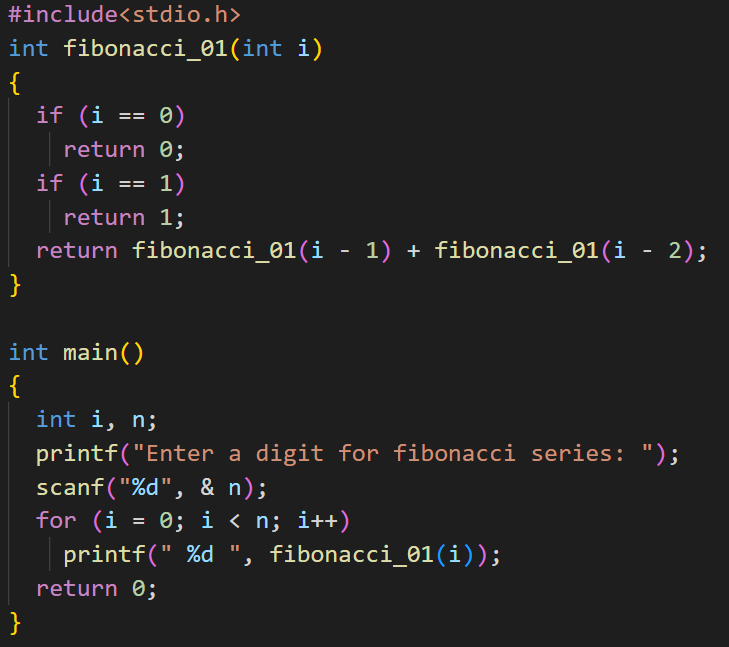 #include<stdio.h>
int fibonacci_01(int i)
{
  if (i == 0)
    return 0;
  if (i == 1)
    return 1;
  return fibonacci_01(i - 1) + fibonacci_01(i - 2);
}

int main()
{
  int i, n;
  printf("Enter a digit for fibonacci series: ");
  scanf("%d", & n);
  for (i = 0; i < n; i++)
    printf(" %d ", fibonacci_01(i));
  return 0;
}